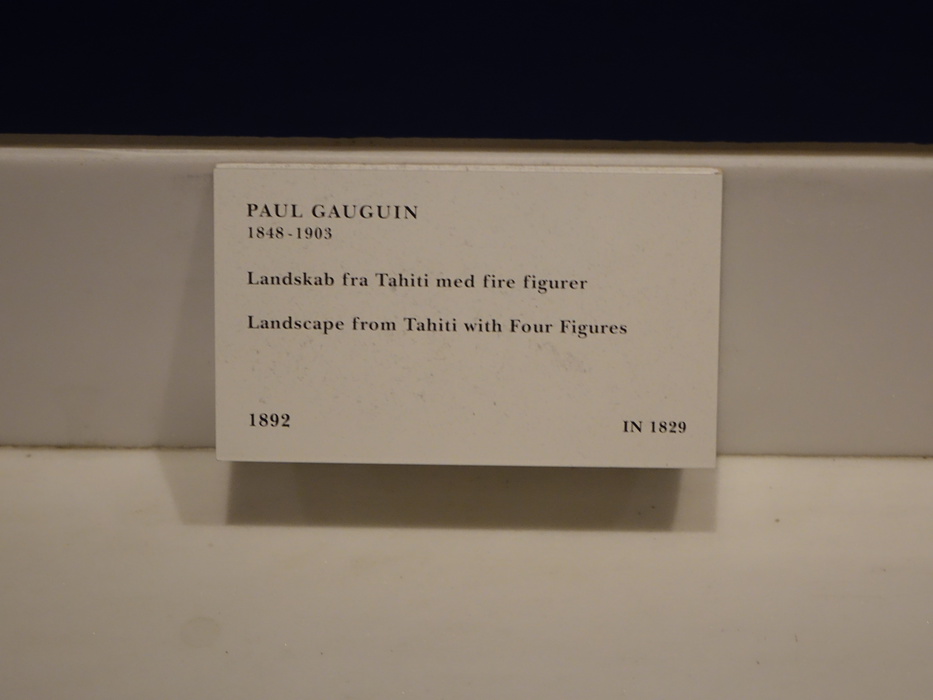 PAUL GAUGUIN
1848-1903
Landskab fra Tahiti med fire figurer
Landscape from Tahiti with Four Figures
1892
IN 1829